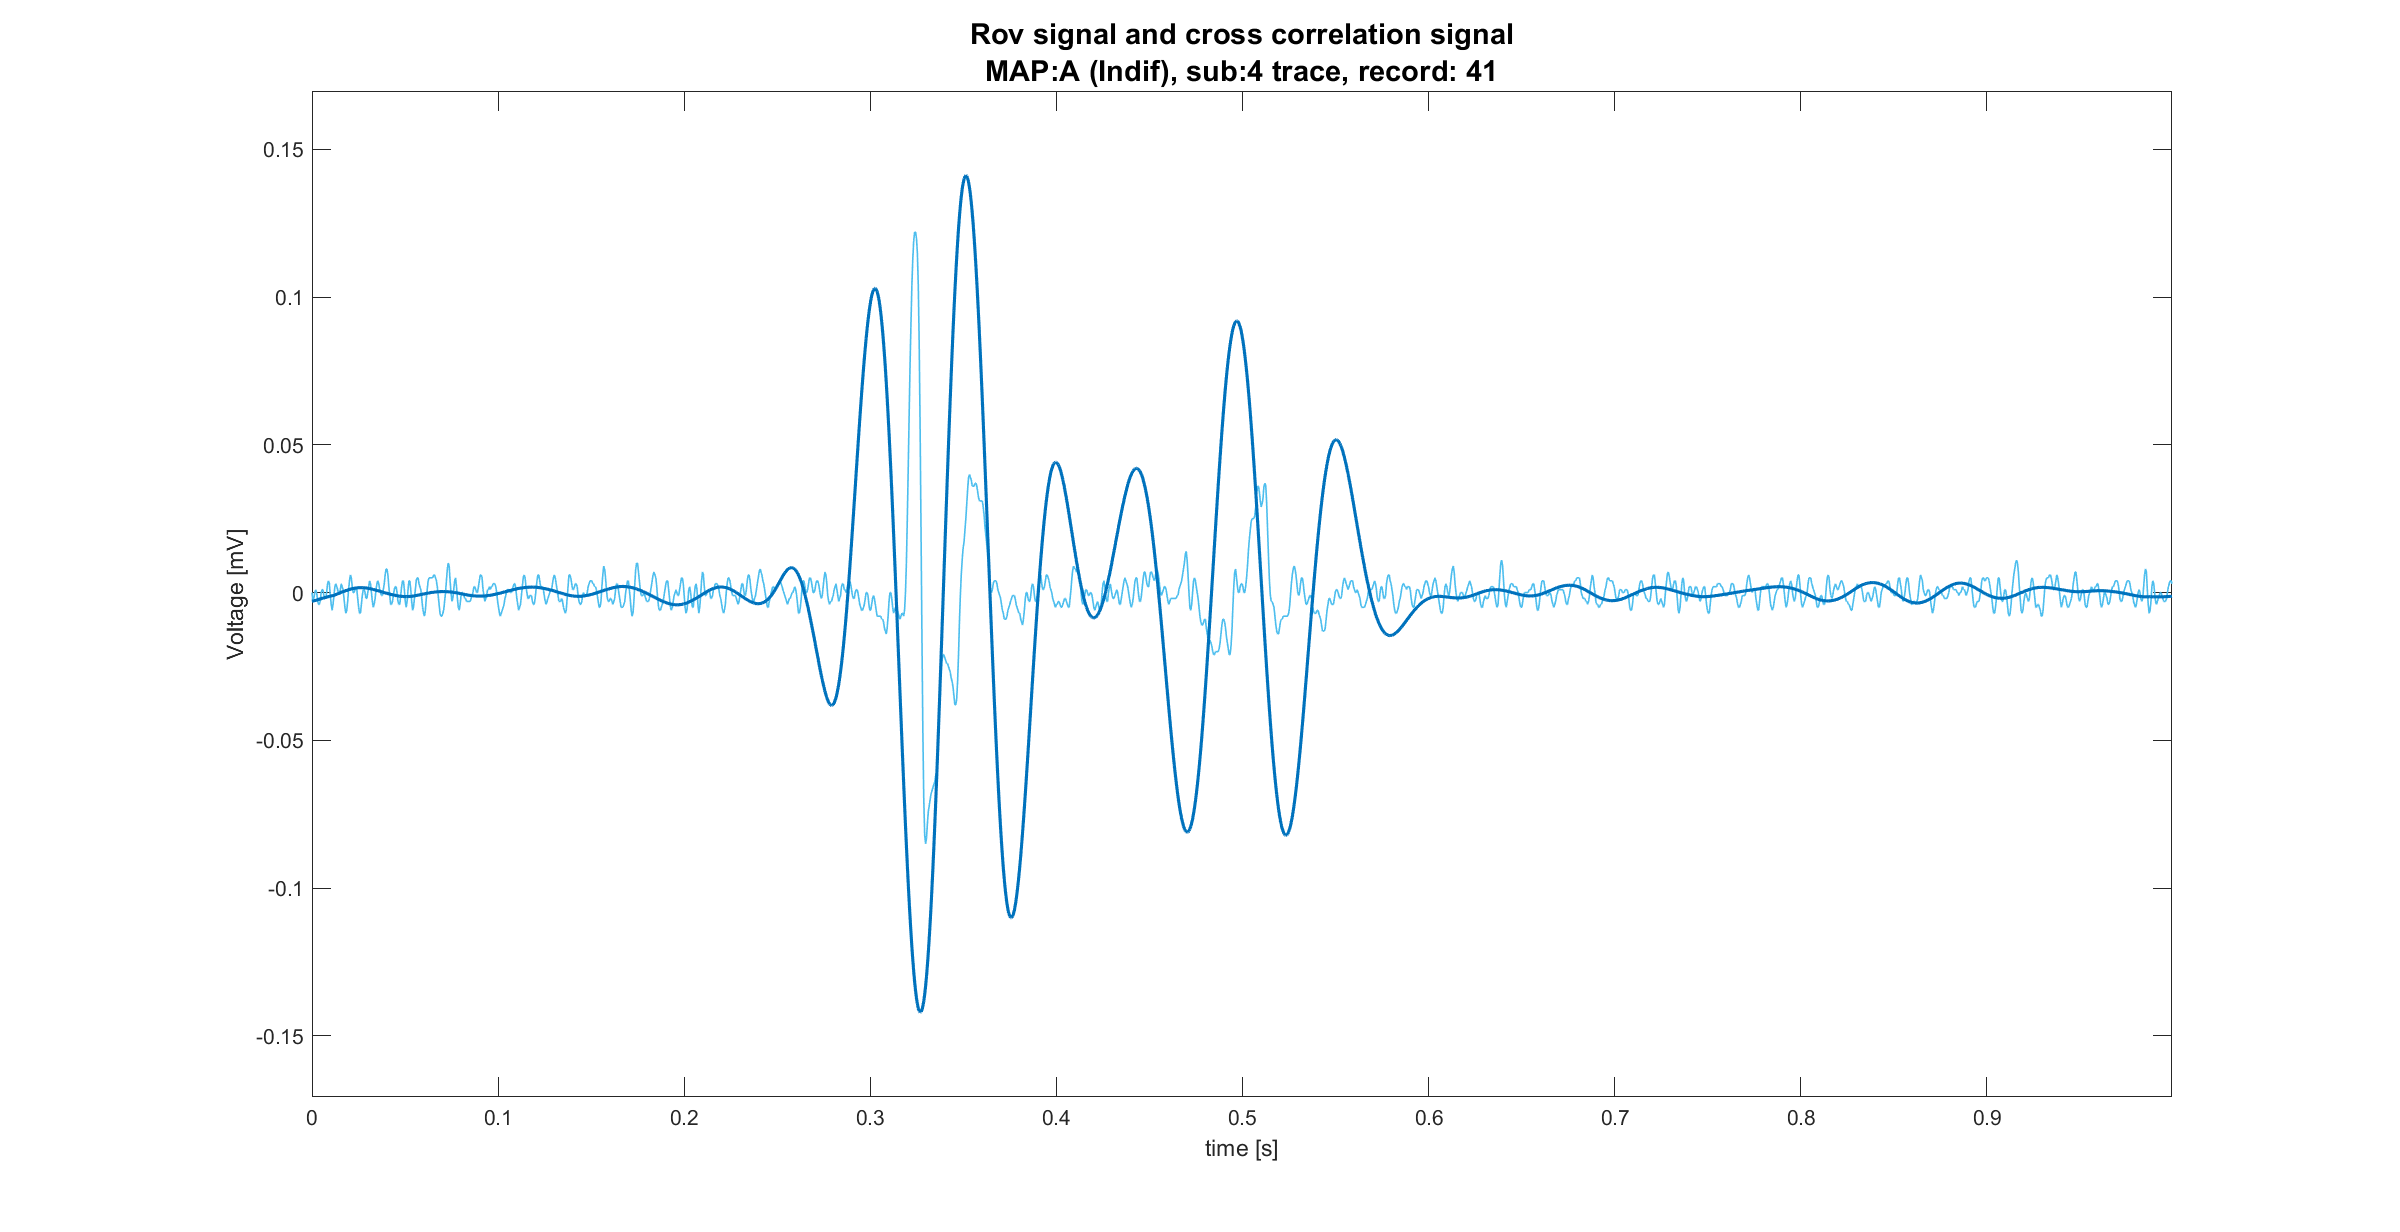 Rov signal and cross correlation signal
MAP:A (Indif), sub:4 trace, record: 41
0.15
0.1
0.05
0
-0.05
-0.1
-0.15
Voltage [mV]
0 0.1 0.2 0.3 0.4 0.5 0.6 0.7 0.8 0.9
time [s]